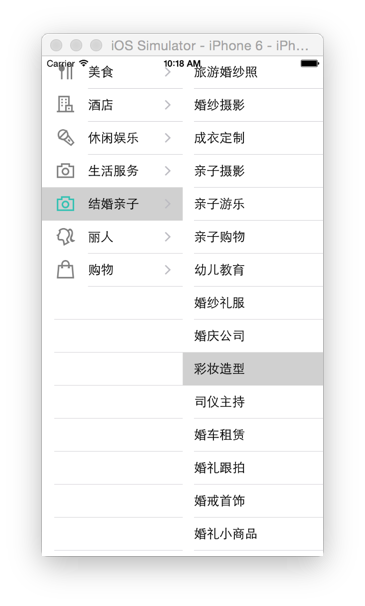 iOS Simulator - iPhone 6 - iPh...
Carrier 10:18 AM
美食
酒店
休闲娱乐
生活服务
结婚亲子
丽人
购物
旅游婚纱照
婚纱摄影
成衣定制
亲子摄影
亲子游乐
亲子购物
幼儿教育
婚纱礼服
婚庆公司
彩妆造型
司仪主持
婚车租赁
婚礼跟拍
婚戒首饰
婚礼小商品